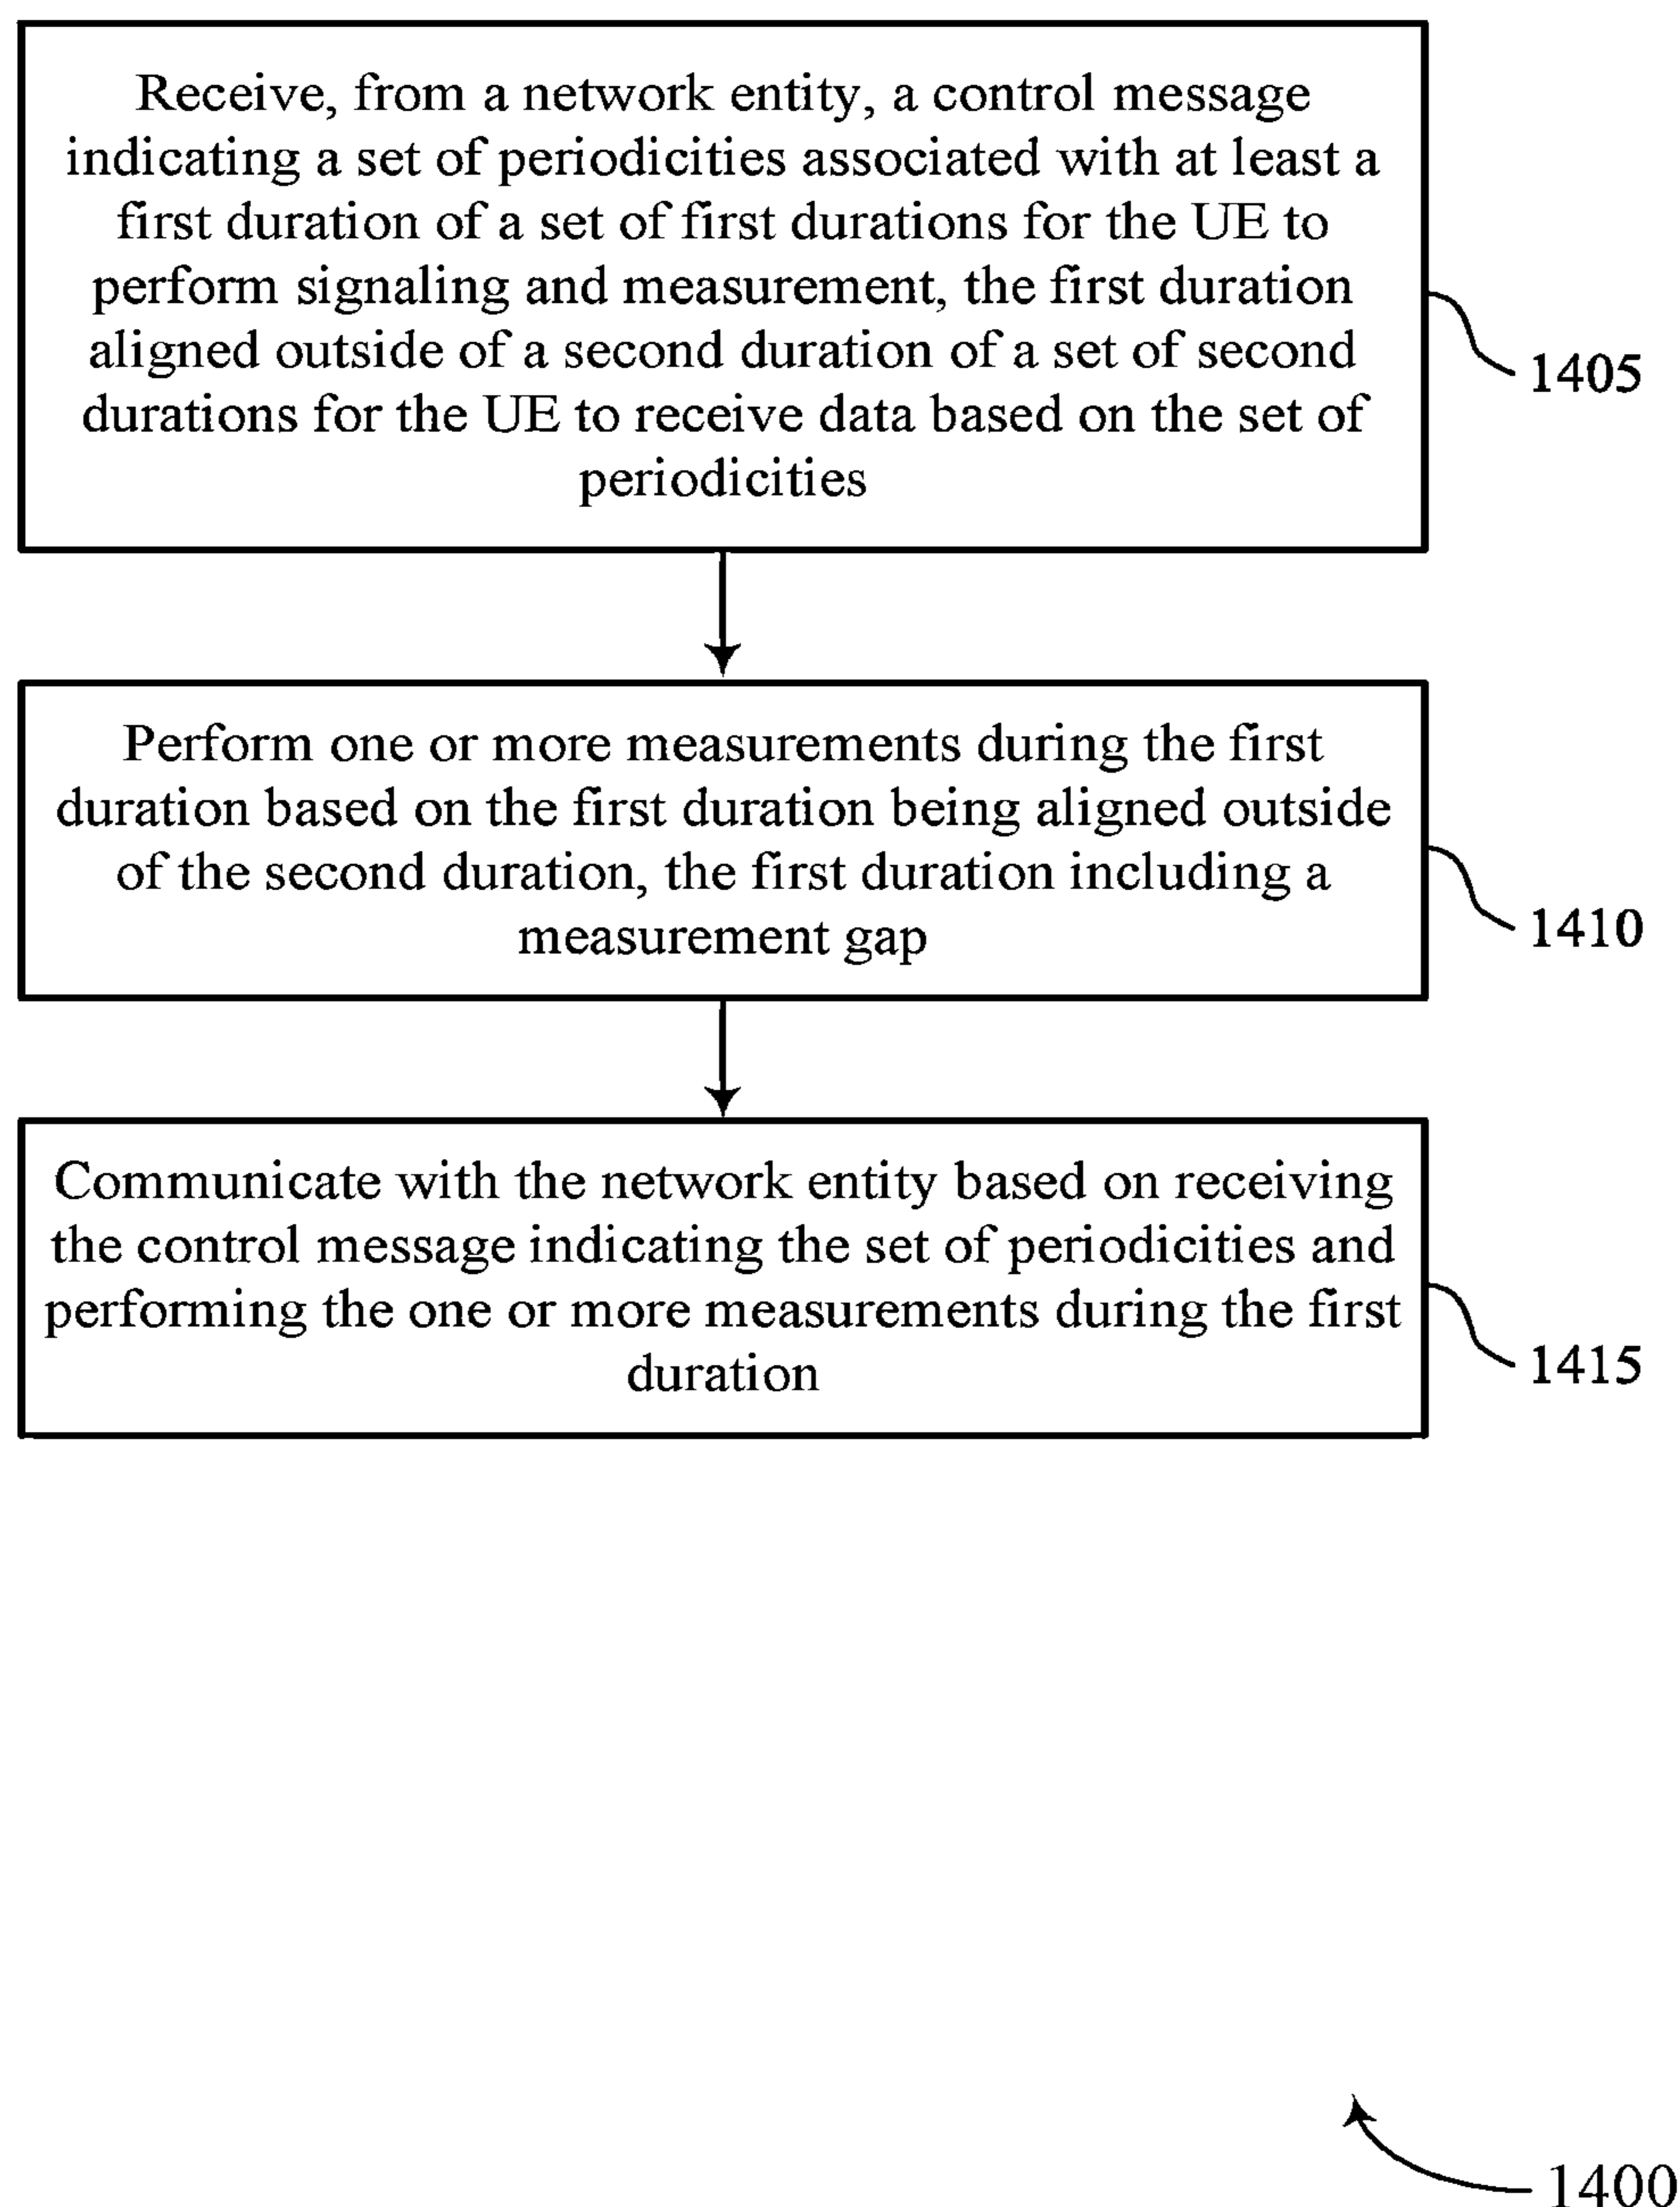 Receive, from a network entity, a control message
indicating a set of periodicities associated with at least a
first duration of a set of first durations for the UE to
perform signaling and measurement, the first duration
aligned outside of a second duration of a set of second
durations for the UE to receive data based on the set of
periodicities
1405
Perform one or more measurements during the first
duration based on the first duration being aligned outside
of the second duration, the first duration including a
measurement gap
1410
Communicate with the network entity based on receiving
the control message indicating the set of periodicities and
performing the one or more measurements during the first
duration
1415
1400